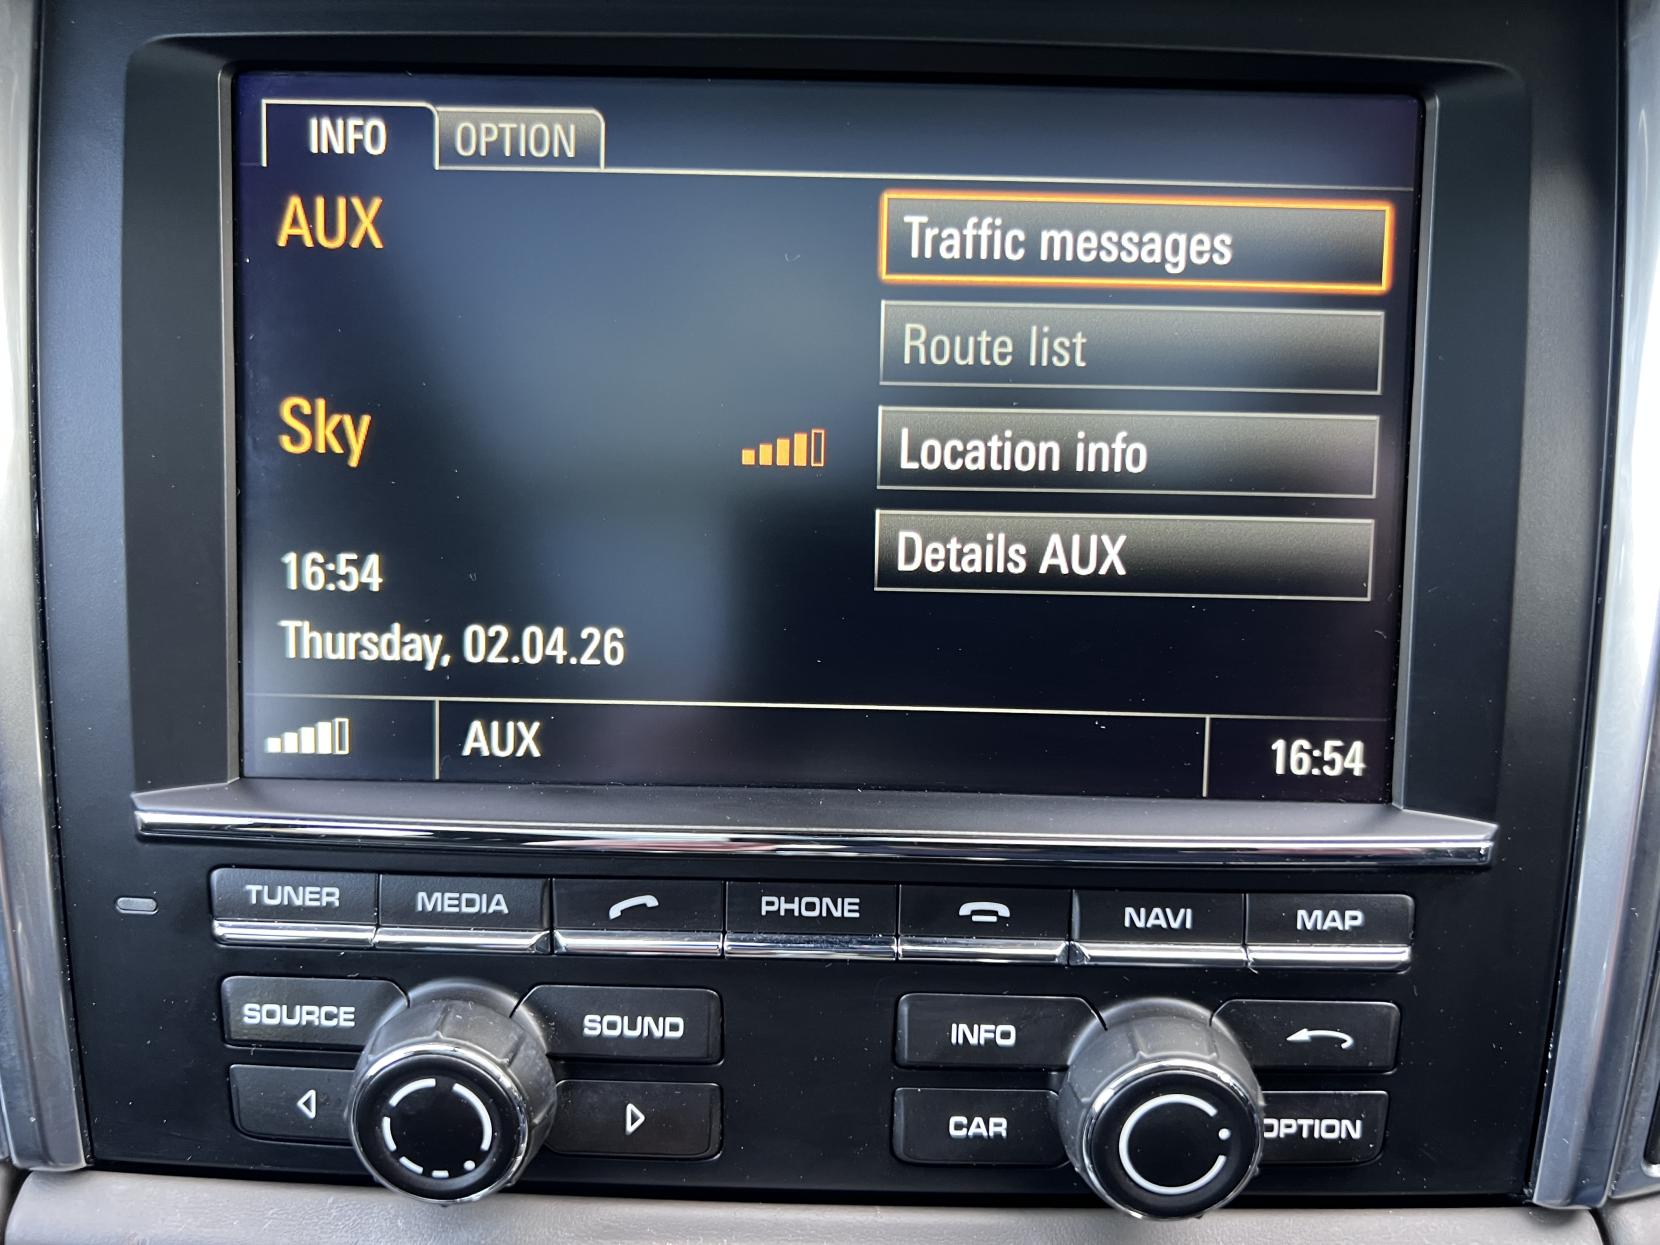 INFO
OPTION
AUX
Traffic messages
Route list
Sky
Location info
Details AUX
16:54
Thursday, 02.04.26
AUX
16:54
TUNER
MEDIA
PHONE
NAVI
MAP
SOURCE
SOUND
INFO
CAR
OPTION